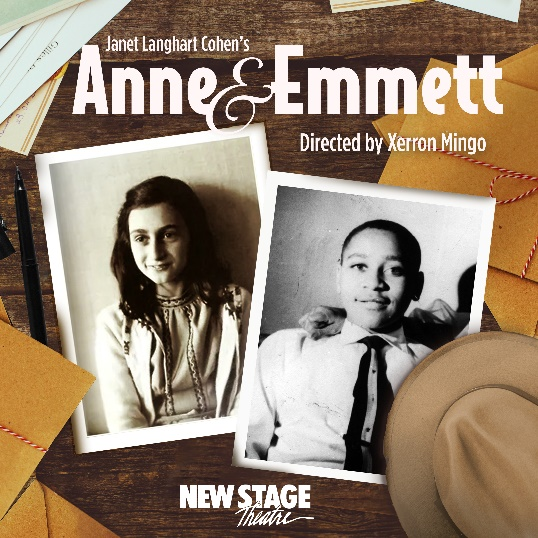 Janet Langhart Cohen's
Anne & Emmett
Directed by Xerron Mingo
NEW STAGE
Theatre